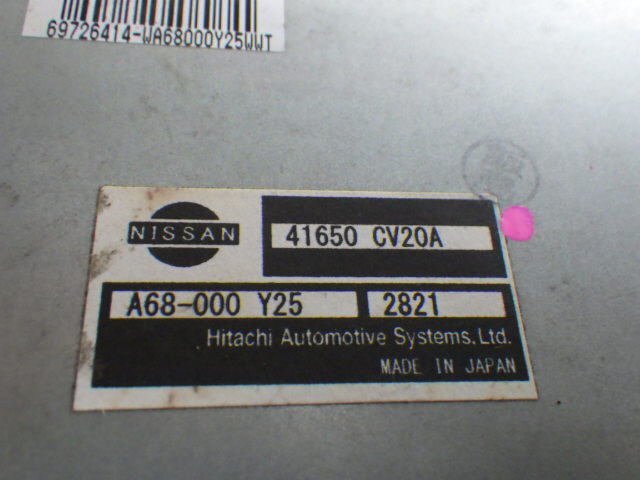 69726414-WA68000Y25WWT
NISSAN
41650 CV20A
A68-000 Y25
2821
Hitachi Automotive Systems,Ltd.
MADE IN JAPAN